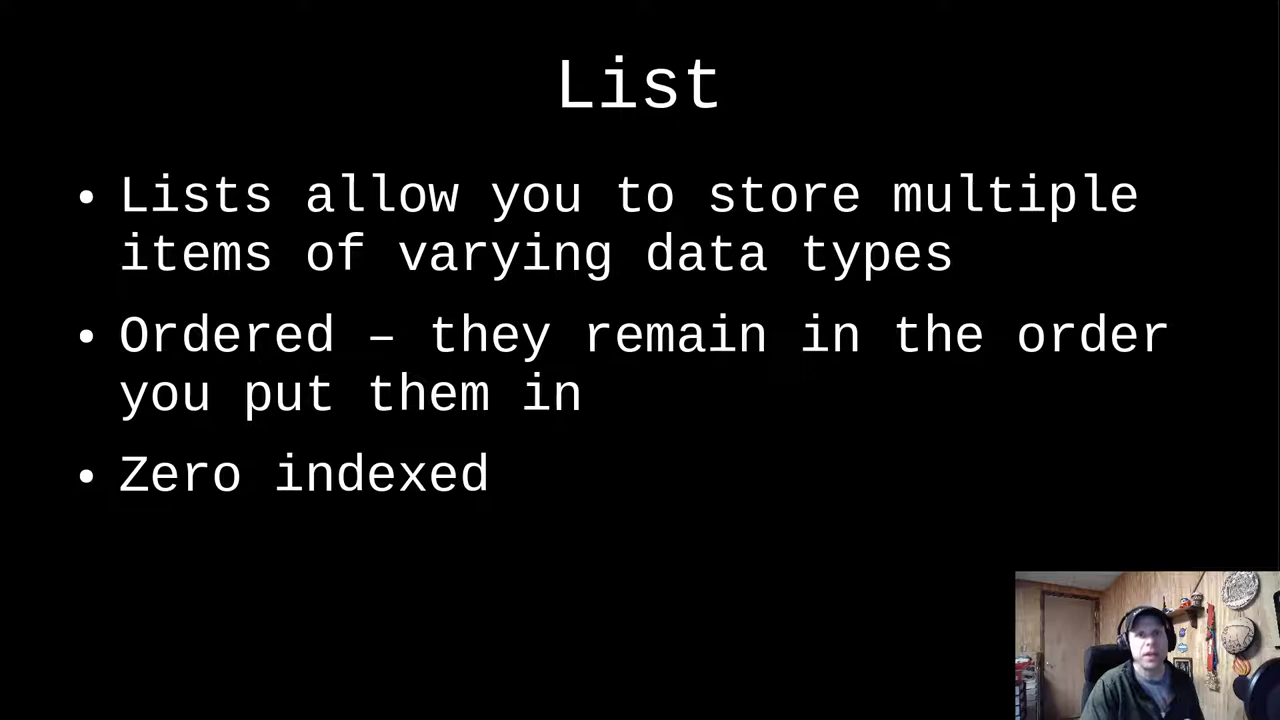 List
• Lists allow you to store multiple
items of varying data types
• Ordered – they remain in the order
you put them in
• Zero indexed